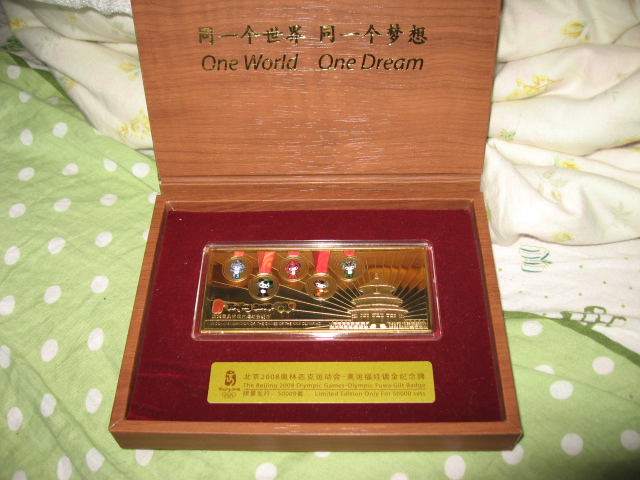 同一个世界 同一个梦想
One World One Dream
北京2008奥林匹克运动会-奥运福娃镀金纪念牌
The Beijing 2008 Olympic Games-Olympic Fuwa Gilt Badge
限量发行: 50000套 Limited Edition Only For 50000 sets